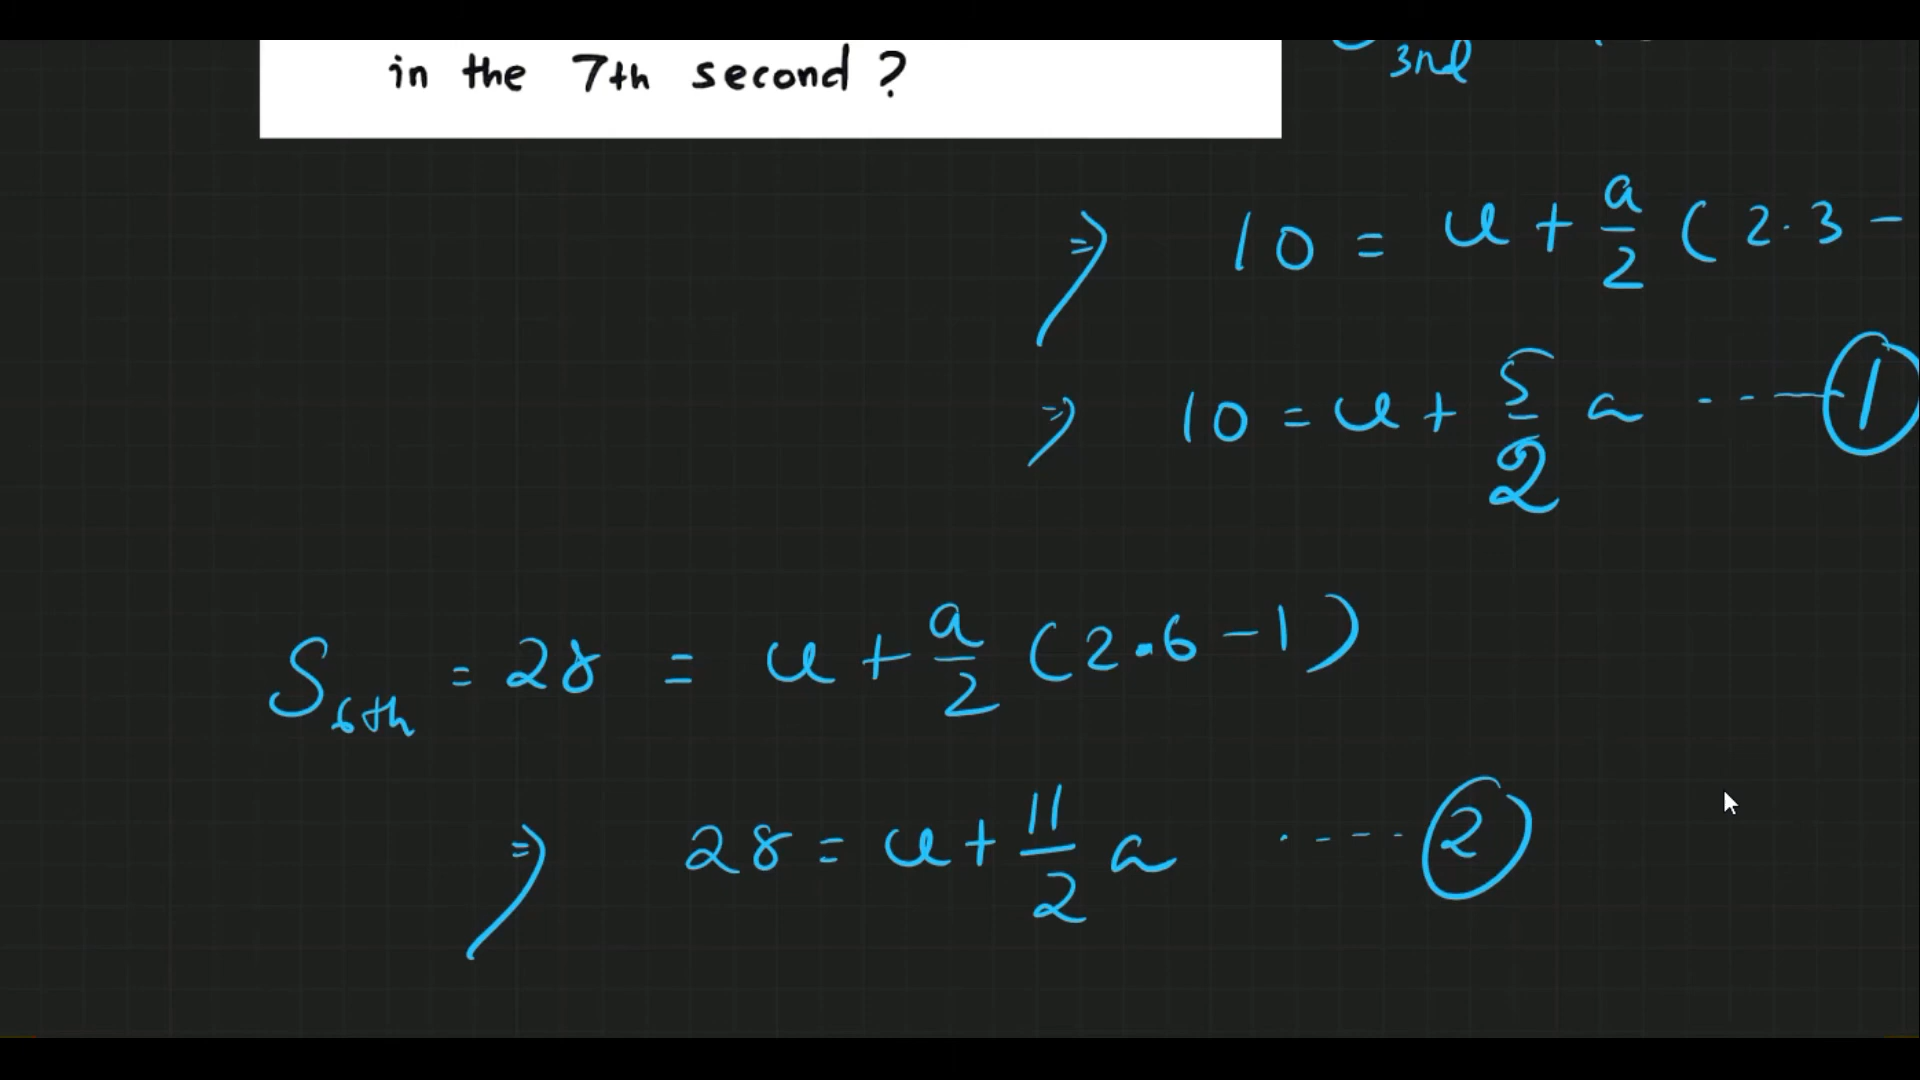 in the 7th second ?
3nd
⇒ 10 = u + a/2 ( 2.3 -
⇒ 10 = u + 5/2 a ---- ①
S6th = 28 = u + a/2 ( 2.6 - 1 )
⇒ 28 = u + 11/2 a ---- ②